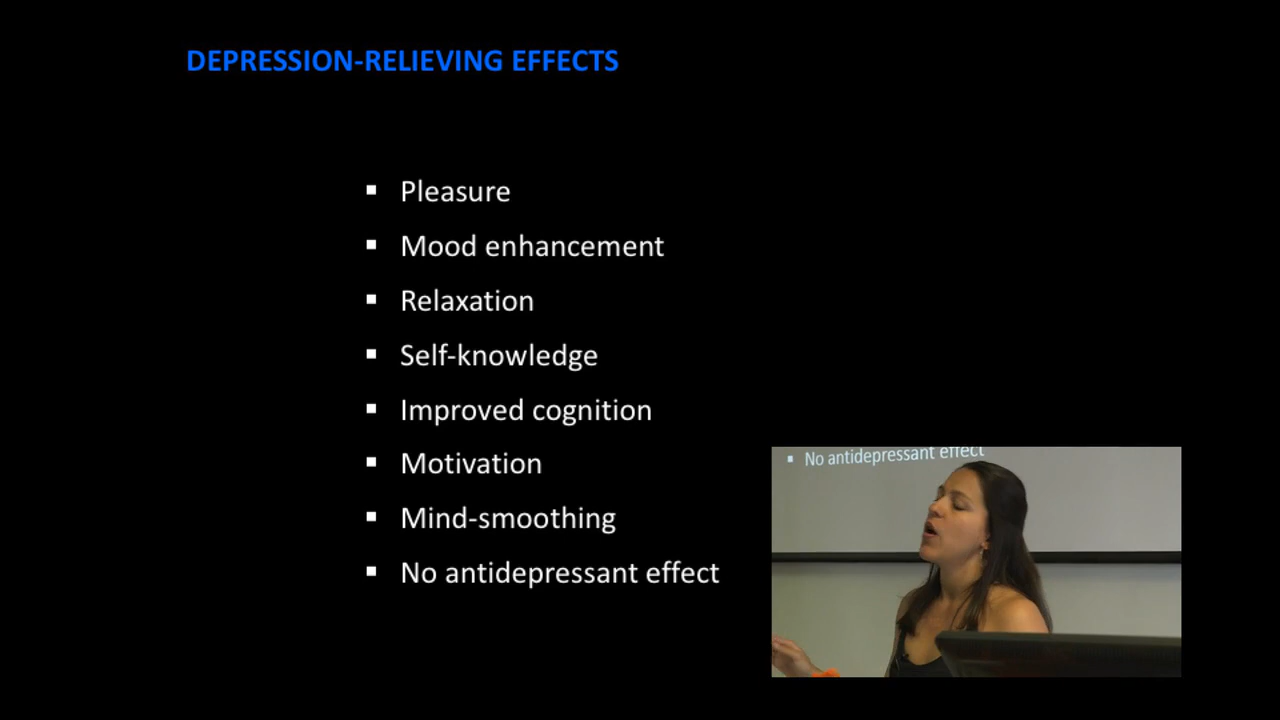 DEPRESSION-RELIEVING EFFECTS
▪ Pleasure
▪ Mood enhancement
▪ Relaxation
▪ Self-knowledge
▪ Improved cognition
▪ Motivation
▪ Mind-smoothing
▪ No antidepressant effect
▪ No antidepressant effect